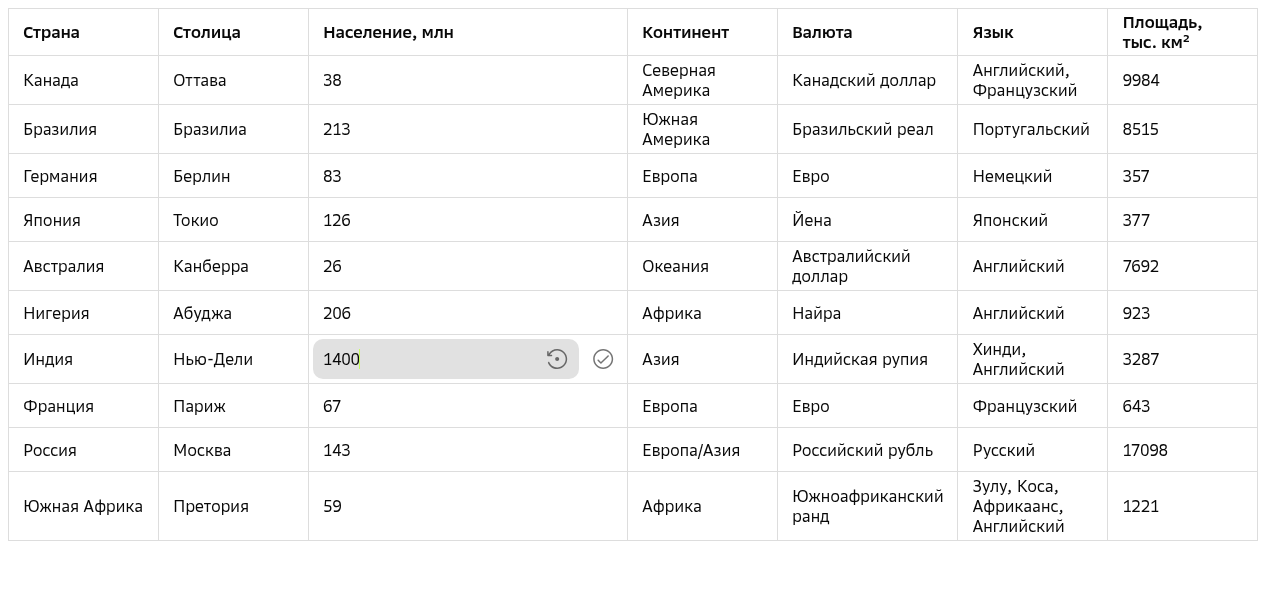 Страна Столица Население, млн Континент Валюта Язык Площадь,
тыс. км²
Канада Оттава 38 Северная Канадский доллар Английский, 9984
Америка Французский
Бразилия Бразилиа 213 Южная Бразильский реал Португальский 8515
Америка
Германия Берлин 83 Европа Евро Немецкий 357
Япония Токио 126 Азия Йена Японский 377
Австралия Канберра 26 Океания Австралийский Английский 7692
доллар
Нигерия Абуджа 206 Африка Найра Английский 923
Индия Нью-Дели 1400 Азия Индийская рупия Хинди, 3287
Английский
Франция Париж 67 Европа Евро Французский 643
Россия Москва 143 Европа/Азия Российский рубль Русский 17098
Южная Африка Претория 59 Африка Южноафриканский Зулу, Коса, 1221
ранд Африкаанс,
Английский